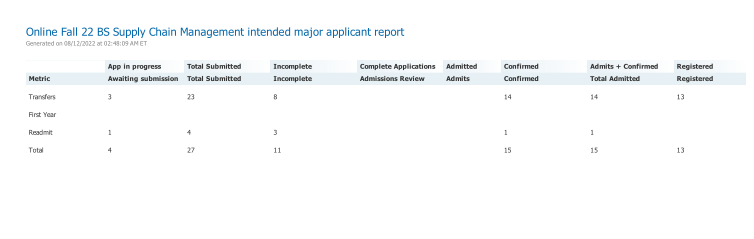 Online Fall 22 BS Supply Chain Management intended major applicant report
Generated on 08/12/2022 at 02:48:09 AM ET
App in progress Total Submitted Incomplete Complete Applications Admitted Confirmed Admits + Confirmed Registered
Metric Awaiting submission Total Submitted Incomplete Admissions Review Admits Confirmed Total Admitted Registered
Transfers 3 23 8 14 14 13
First Year
Readmit 1 4 3 1 1
Total 4 27 11 15 15 13